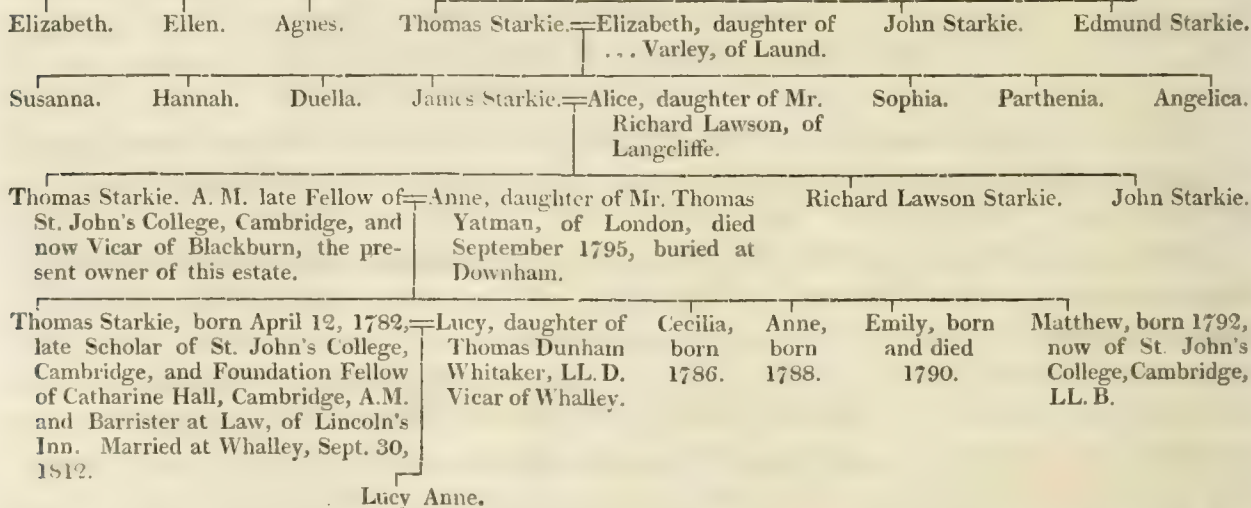 Elizabeth. Ellen. Agnes. Thomas Starkie.=Elizabeth, daughter of John Starkie. Edmund Starkie.
... Varley, of Laund.
Susanna. Hannah. Duella. James Starkie.=Alice, daughter of Mr. Sophia. Parthenia. Angelica.
Richard Lawson, of
Langcliffe.
Thomas Starkie. A. M. late Fellow of=Anne, daughter of Mr. Thomas Richard Lawson Starkie. John Starkie.
St. John's College, Cambridge, and Yatman, of London, died
now Vicar of Blackburn, the pre- September 1795, buried at
sent owner of this estate. Downham.
Thomas Starkie, born April 12, 1782,=Lucy, daughter of Cecilia, Anne, Emily, born Matthew, born 1792,
late Scholar of St. John's College, Thomas Dunham born born and died now of St. John's
Cambridge, and Foundation Fellow Whitaker, LL. D. 1786. 1788. 1790. College, Cambridge,
of Catharine Hall, Cambridge, A.M. Vicar of Whalley. LL. B.
and Barrister at Law, of Lincoln's
Inn. Married at Whalley, Sept. 30,
1812.
Lucy Anne.